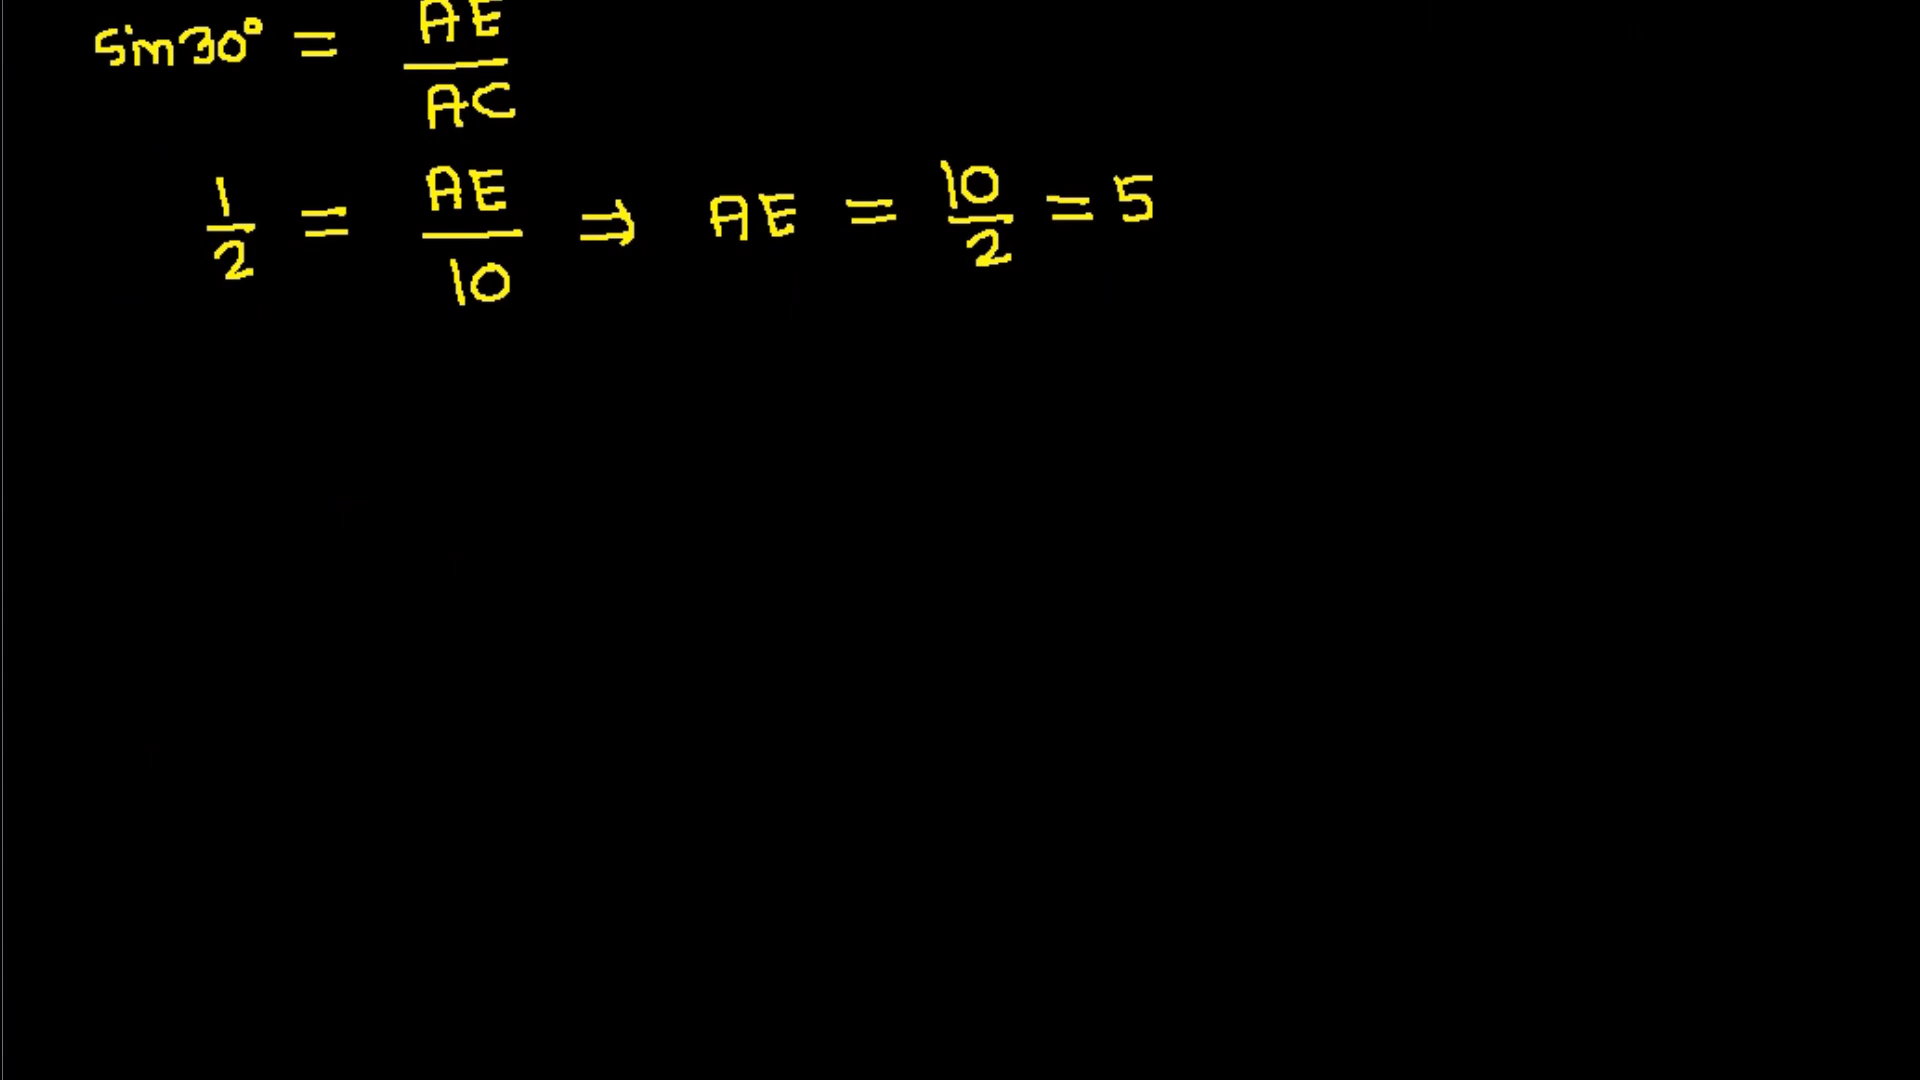 sin30° = AE/AC
1/2 = AE/10 ⇒ AE = 10/2 = 5